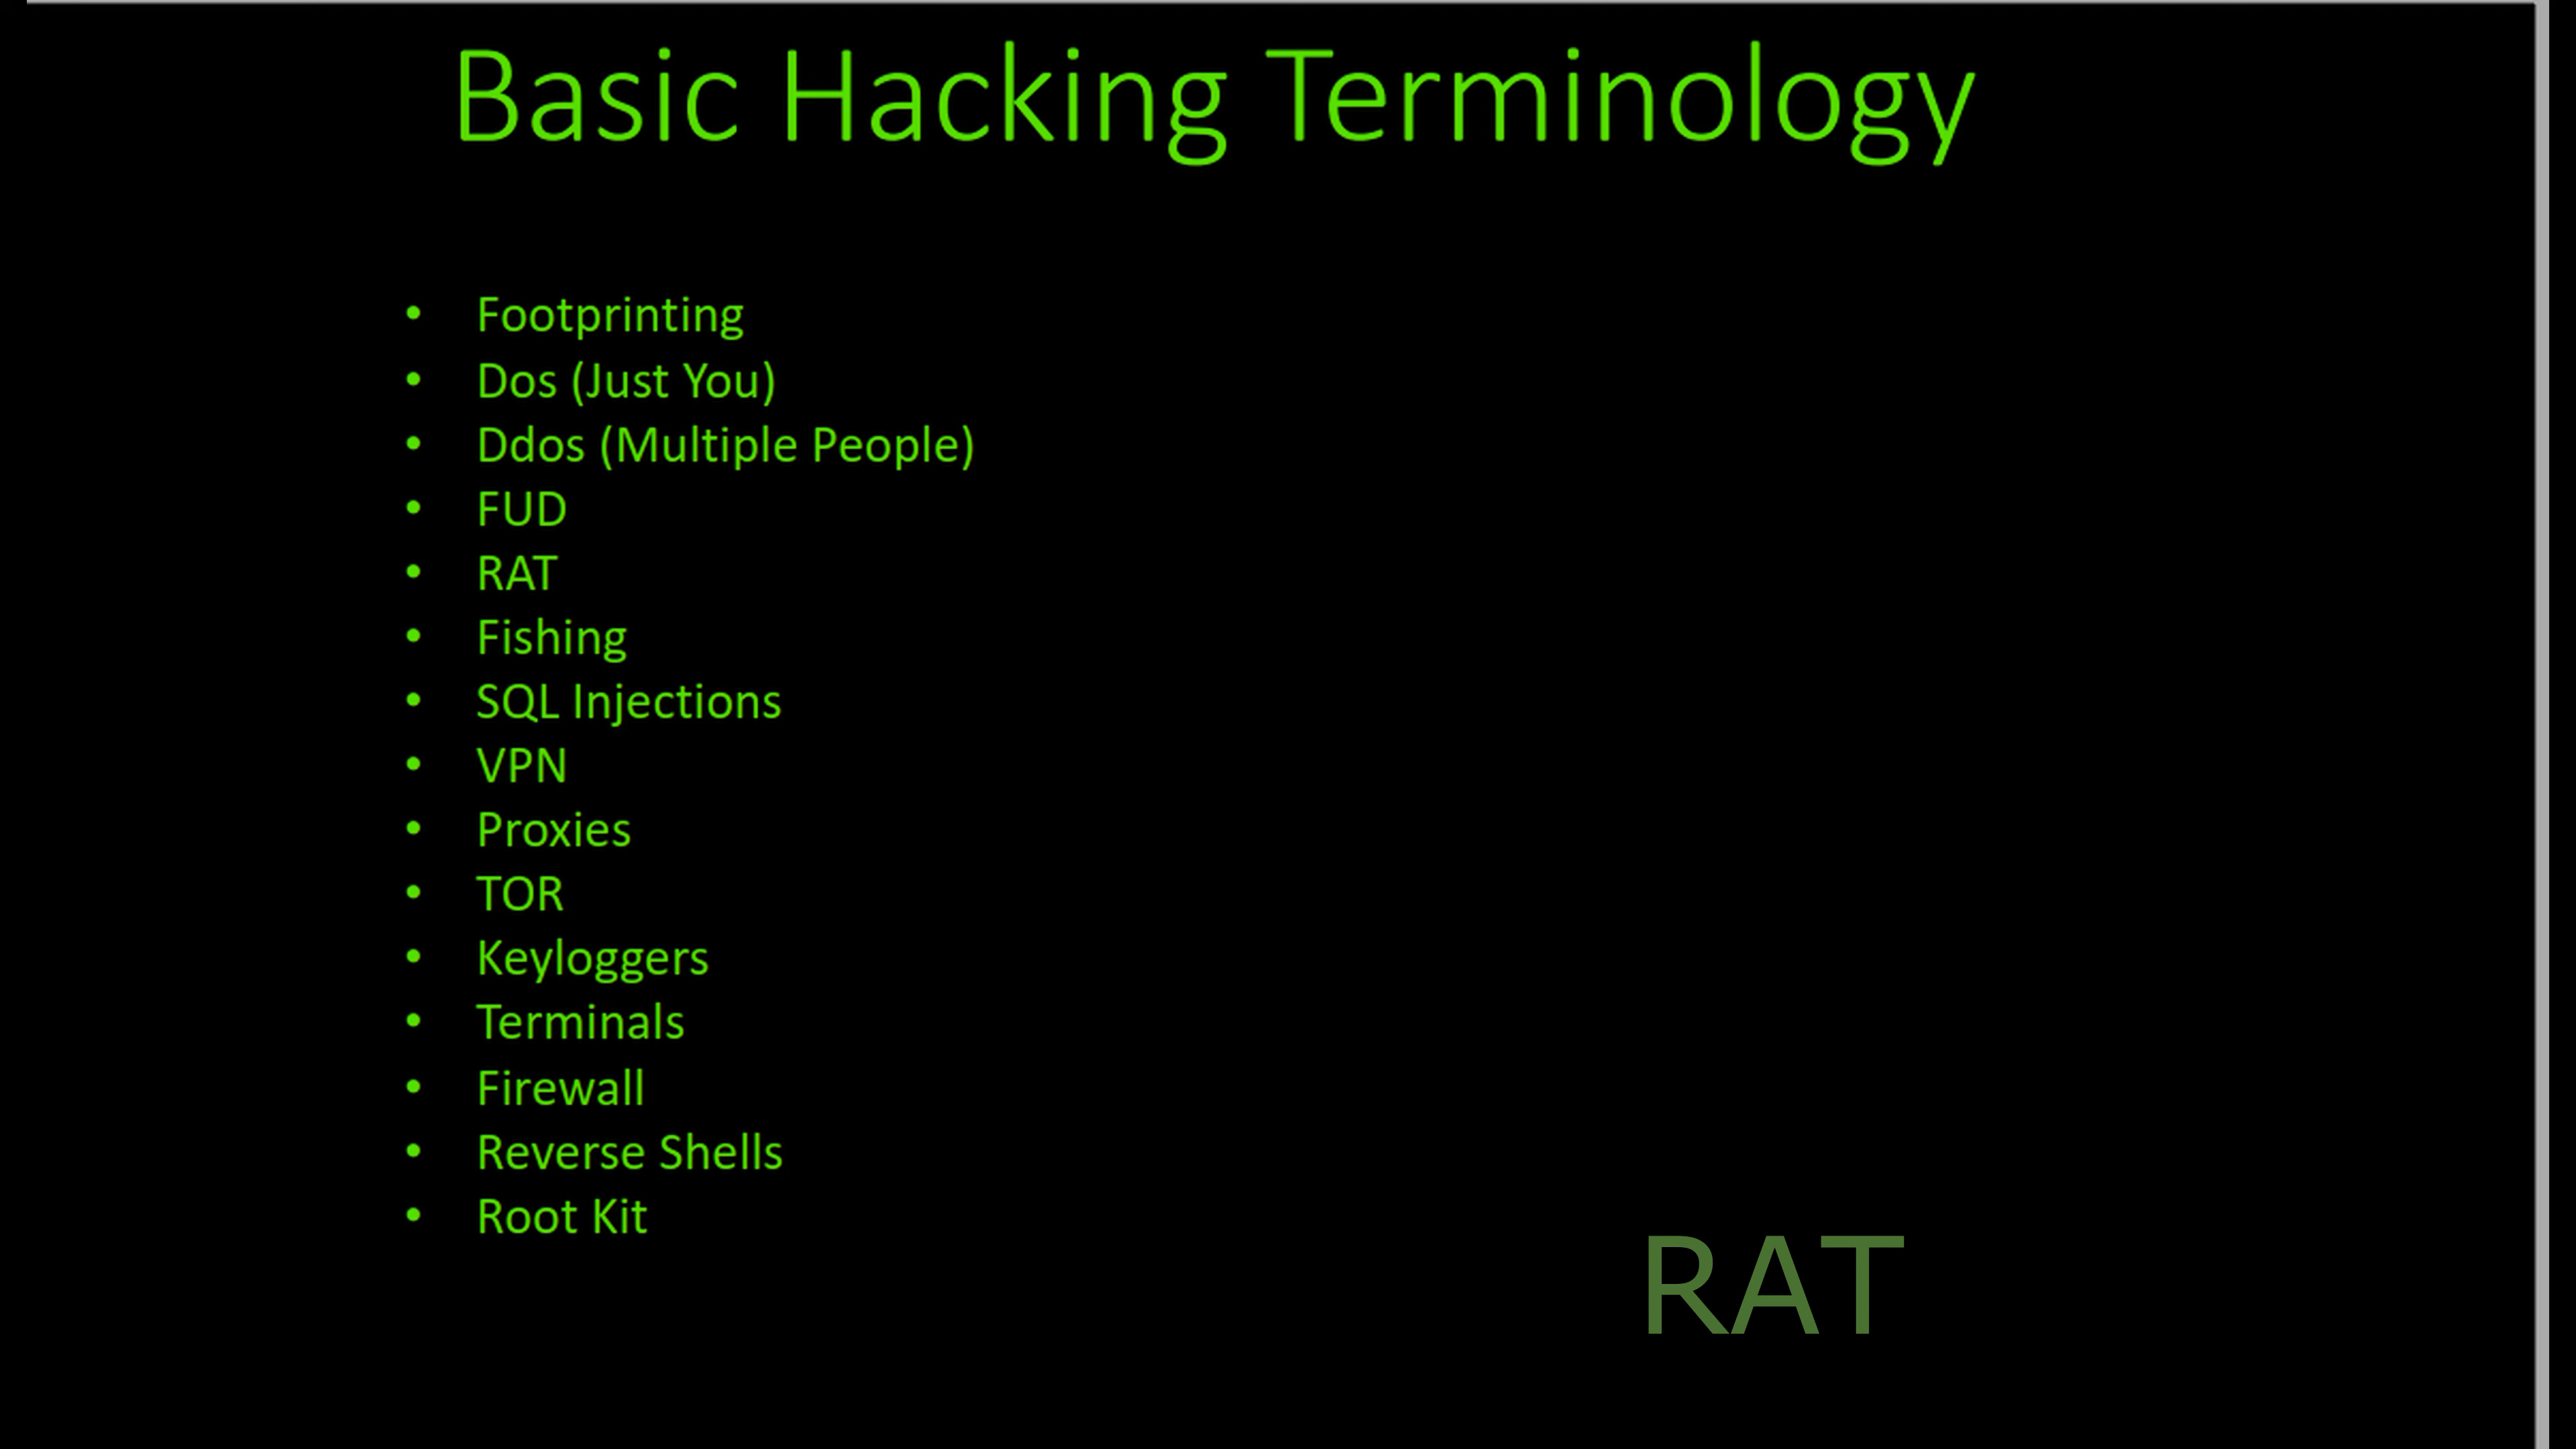 Basic Hacking Terminology
• Footprinting
• Dos (Just You)
• Ddos (Multiple People)
• FUD
• RAT
• Fishing
• SQL Injections
• VPN
• Proxies
• TOR
• Keyloggers
• Terminals
• Firewall
• Reverse Shells
• Root Kit
RAT